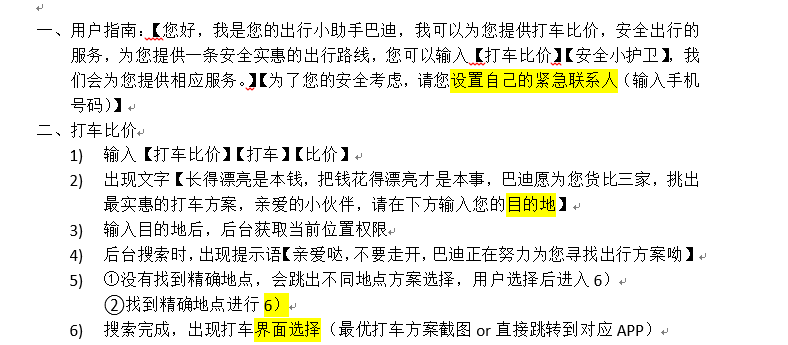 一、用户指南：【您好，我是您的出行小助手巴迪，我可以为您提供打车比价，安全出行的
服务，为您提供一条安全实惠的出行路线，您可以输入【打车比价】【安全小护卫】，我
们会为您提供相应服务。】【为了您的安全考虑，请您设置自己的紧急联系人（输入手机
号码）】
二、打车比价
1) 输入【打车比价】【打车】【比价】
2) 出现文字【长得漂亮是本钱，把钱花得漂亮才是本事，巴迪愿为您货比三家，挑出
最实惠的打车方案，亲爱的小伙伴，请在下方输入您的目的地】
3) 输入目的地后，后台获取当前位置权限
4) 后台搜索时，出现提示语【亲爱哒，不要走开，巴迪正在努力为您寻找出行方案呦】
5) ①没有找到精确地点，会跳出不同地点方案选择，用户选择后进入 6）
②找到精确地点进行 6）
6) 搜索完成，出现打车界面选择（最优打车方案截图 or 直接跳转到对应 APP）